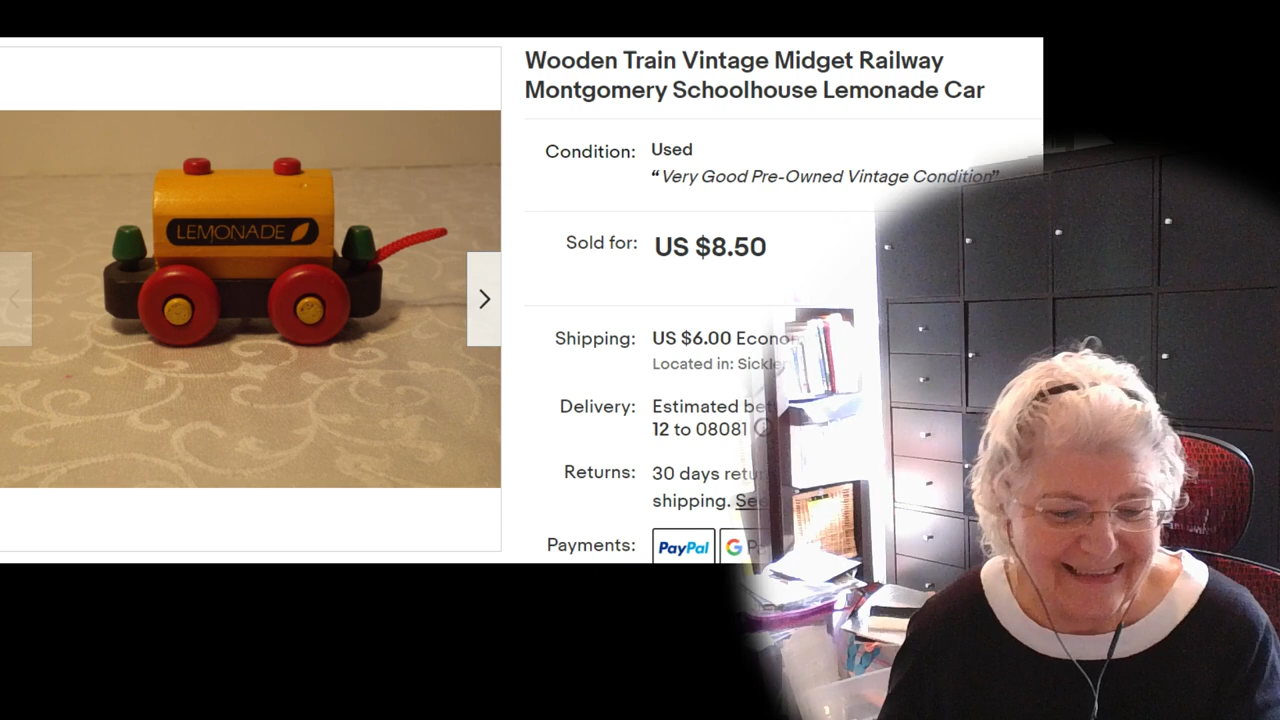 Wooden Train Vintage Midget Railway
Montgomery Schoolhouse Lemonade Car
Condition: Used
“Very Good Pre-Owned Vintage Condition”
LEMONADE
Sold for: US $8.50
Shipping: US $6.00
Located in:
Delivery: Estimated
12 to 08081
Returns: 30 days
shipping.
Payments: PayPal G